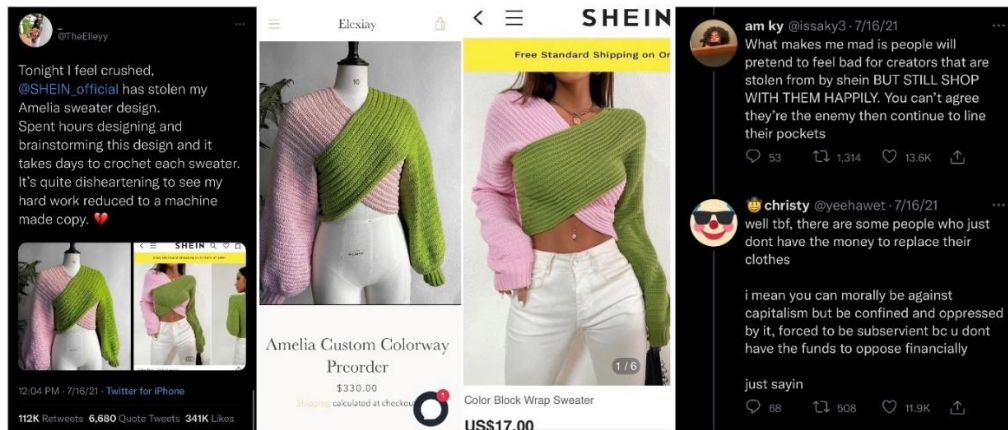 @TheElleyy
Tonight I feel crushed,
@SHEIN_official has stolen my
Amelia sweater design.
Spent hours designing and
brainstorming this design and it
takes days to crochet each sweater.
It's quite disheartening to see my
hard work reduced to a machine
made copy. 💔
SHEIN
12:04 PM · 7/16/21 · Twitter for iPhone
112K Retweets 6,680 Quote Tweets 341K Likes
Elexiay
10
Amelia Custom Colorway
Preorder
$330.00
Shipping calculated at checkout
1
SHEIN
Free Standard Shipping on Or
1 / 6
Color Block Wrap Sweater
US$17.00
am ky @issaky3 · 7/16/21
What makes me mad is people will
pretend to feel bad for creators that are
stolen from by shein BUT STILL SHOP
WITH THEM HAPPILY. You can't agree
they're the enemy then continue to line
their pockets
53 1,314 13.6K
🤠christy @yeehawet · 7/16/21
well tbf, there are some people who just
dont have the money to replace their
clothes
i mean you can morally be against
capitalism but be confined and oppressed
by it, forced to be subservient bc u dont
have the funds to oppose financially
just sayin
68 508 11.9K